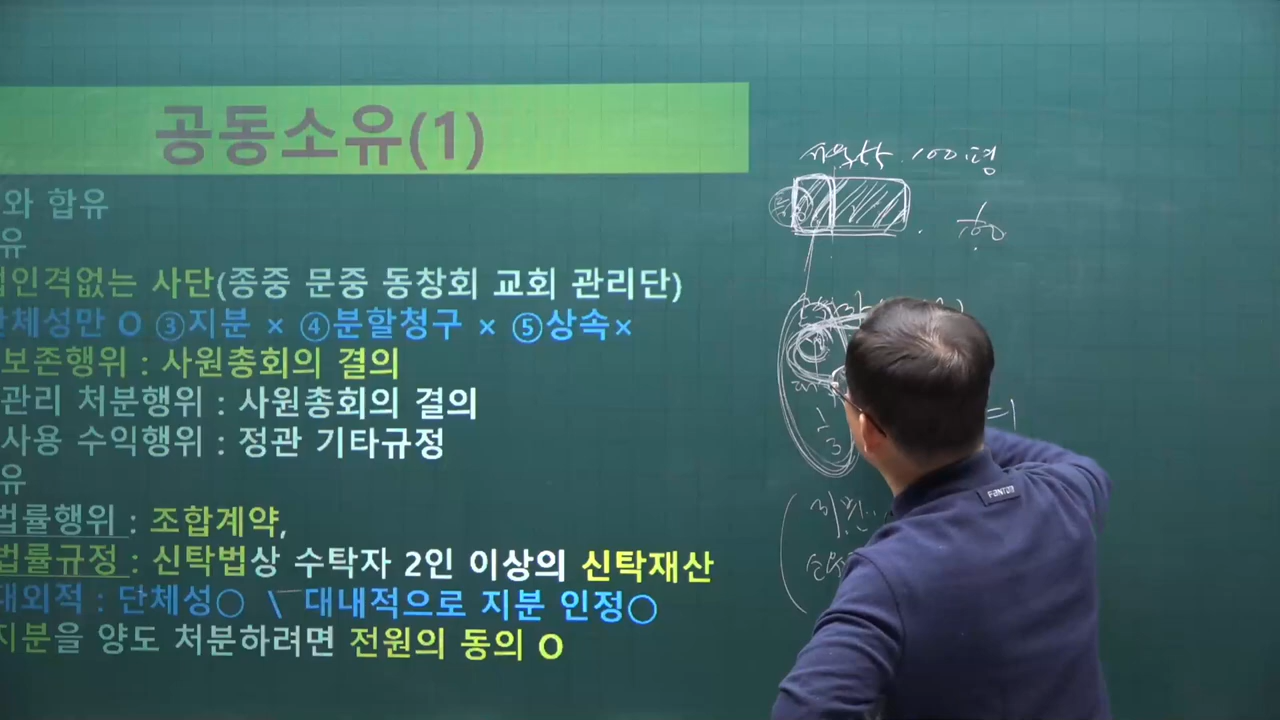 공동소유(1)
와 합유
유
법인격없는 사단(종중 문중 동창회 교회 관리단)
단체성만 O ③지분 × ④분할청구 × ⑤상속×
보존행위 : 사원총회의 결의
관리 처분행위 : 사원총회의 결의
사용 수익행위 : 정관 기타규정
유
법률행위 : 조합계약,
법률규정 : 신탁법상 수탁자 2인 이상의 신탁재산
대외적 : 단체성○ \ 대내적으로 지분 인정○
지분을 양도 처분하려면 전원의 동의 O
100평
1
3